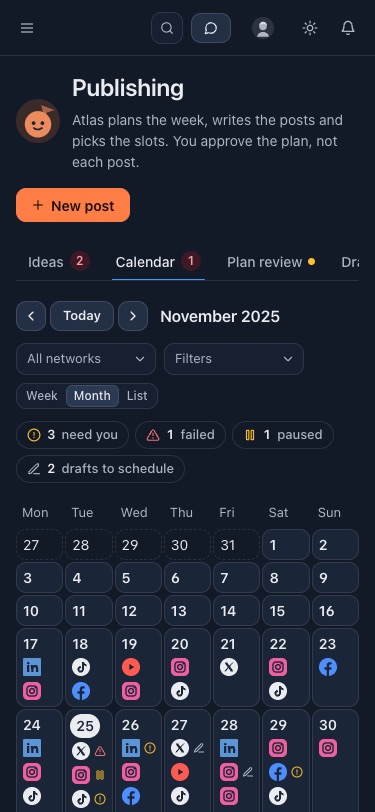 Publishing
Atlas plans the week, writes the posts and
picks the slots. You approve the plan, not
each post.
+ New post
Ideas 2 Calendar 1 Plan review Dra
Today November 2025
All networks Filters
Week Month List
3 need you 1 failed 1 paused
2 drafts to schedule
Mon Tue Wed Thu Fri Sat Sun
27 28 29 30 31 1 2
3 4 5 6 7 8 9
10 11 12 13 14 15 16
17 18 19 20 21 22 23
24 25 26 27 28 29 30